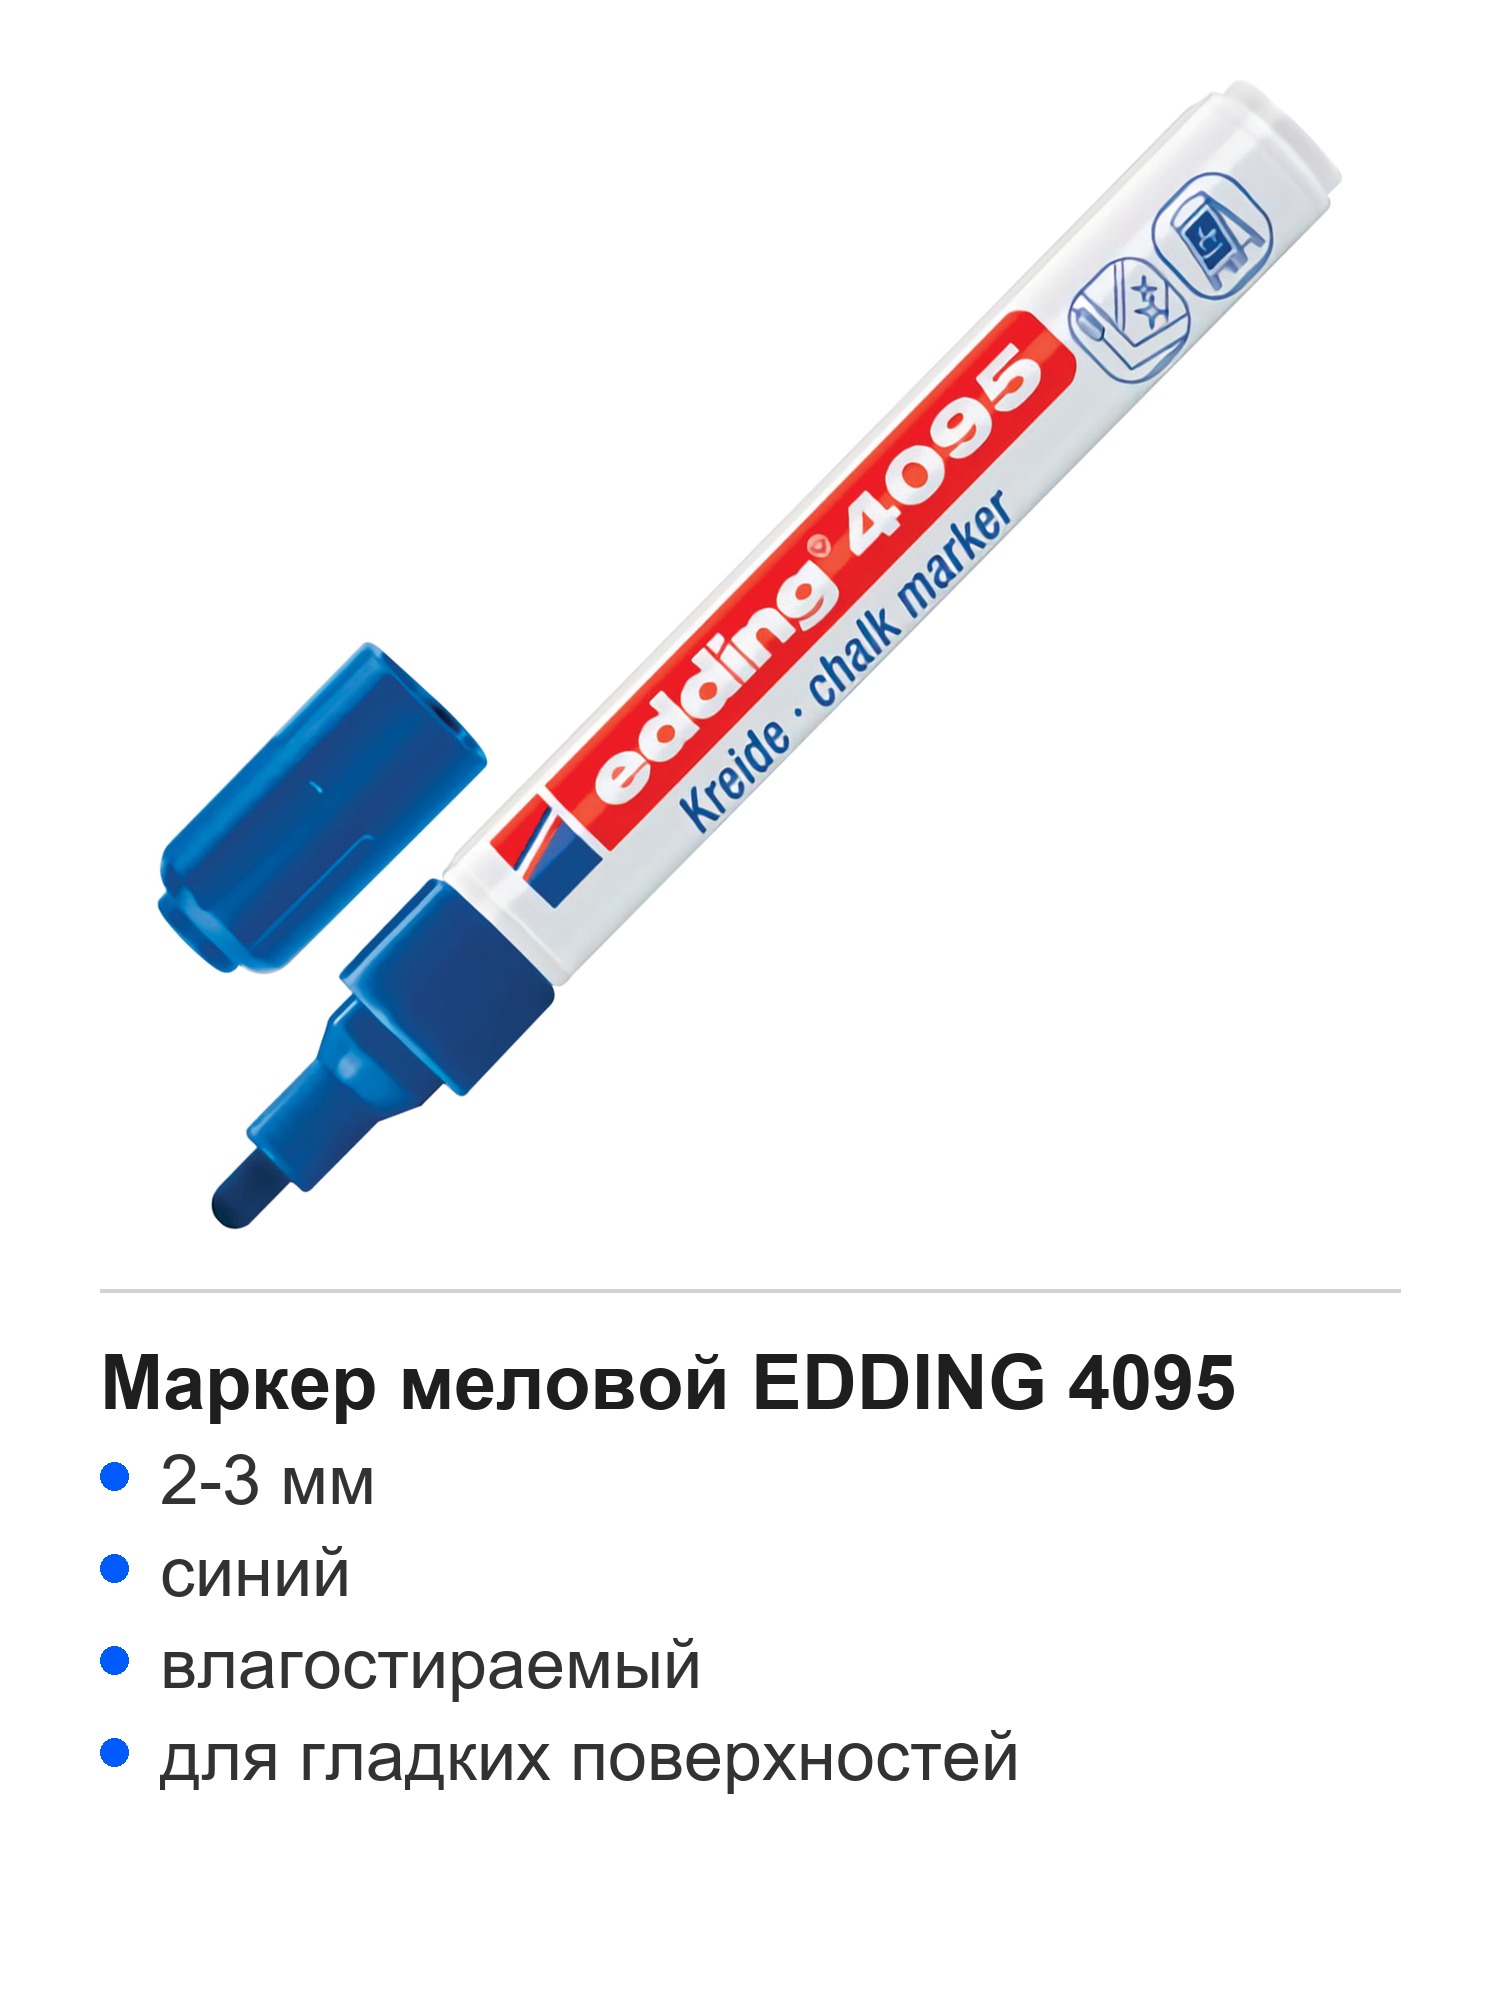 edding® 4095
Kreide · chalk marker
Маркер меловой EDDING 4095
2-3 мм
синий
влагостираемый
для гладких поверхностей